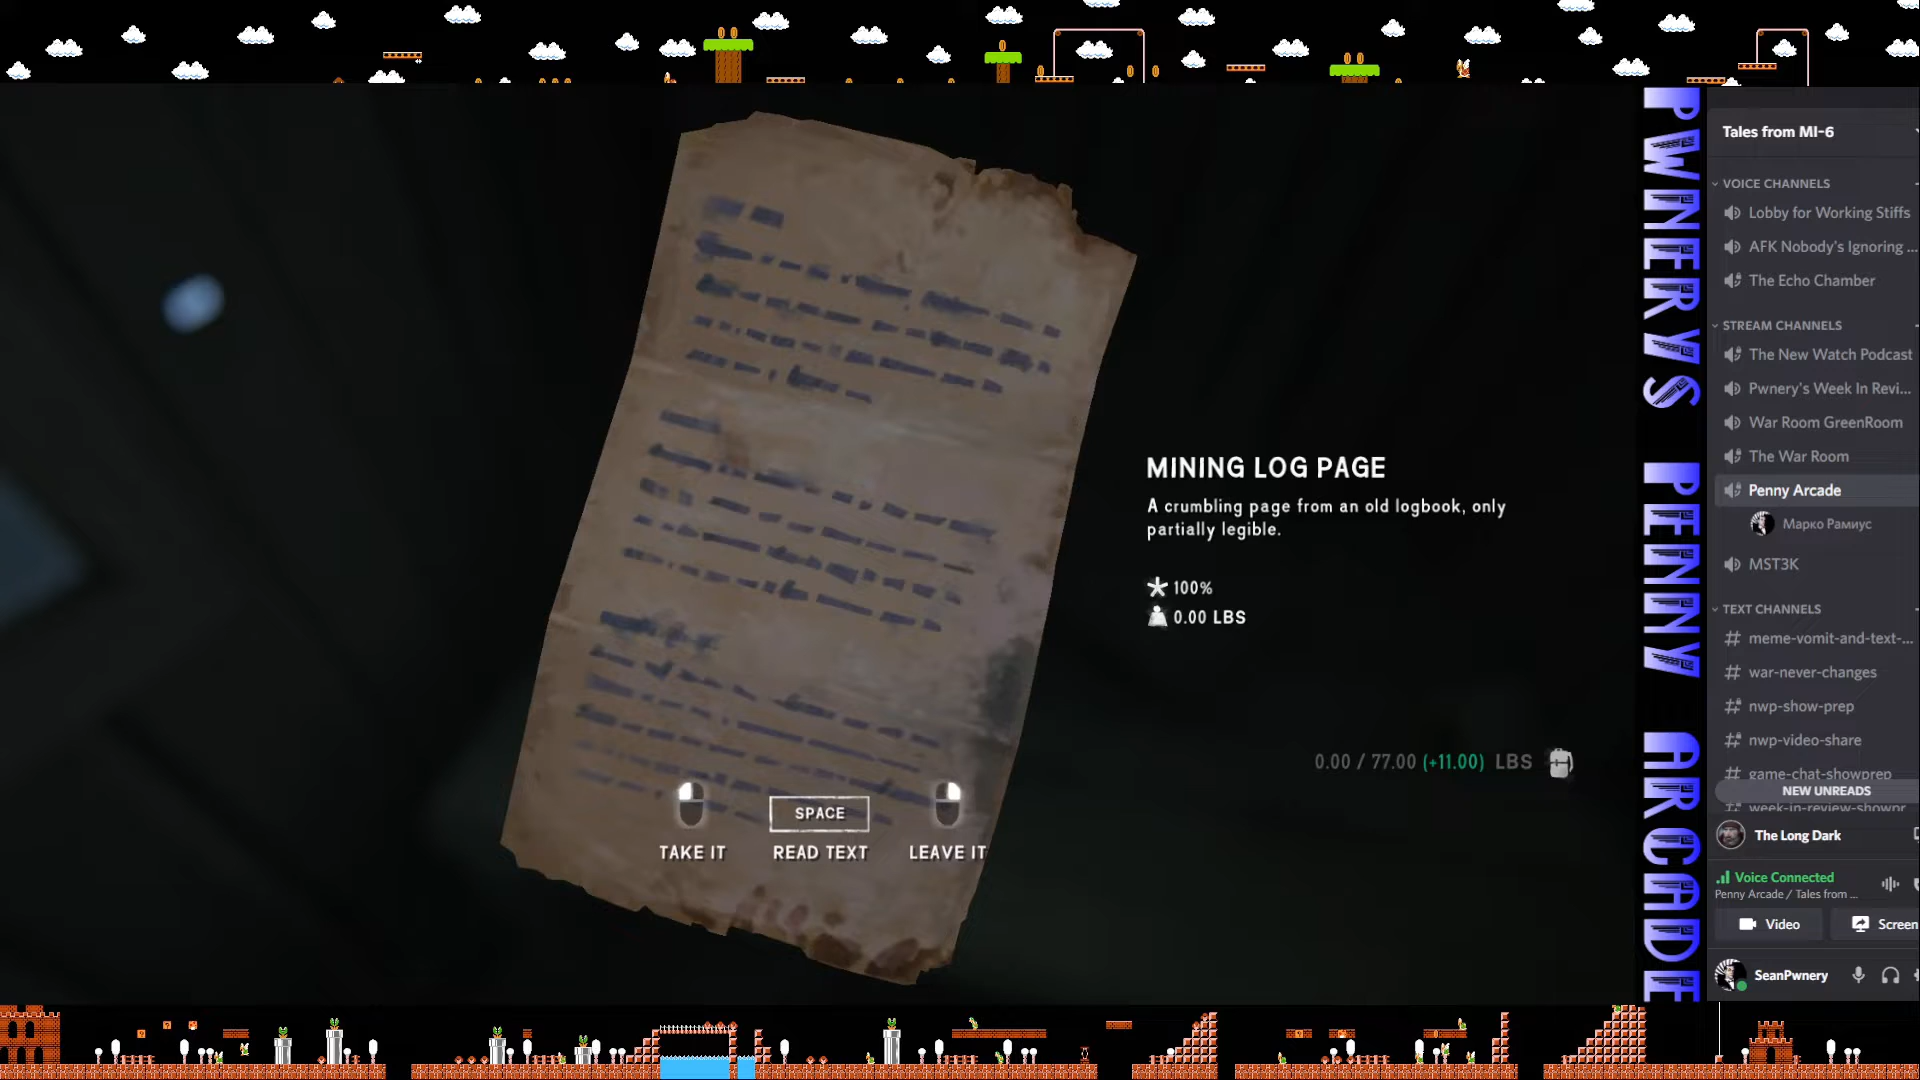 MINING LOG PAGE
A crumbling page from an old logbook, only
partially legible.
100%
0.00 LBS
0.00 / 77.00 (+11.00) LBS
SPACE
TAKE IT
READ TEXT
LEAVE IT
PWNERY'S PENNY ARCADE
Tales from MI-6
VOICE CHANNELS
Lobby for Working Stiffs
AFK Nobody's Ignoring ...
The Echo Chamber
STREAM CHANNELS
The New Watch Podcast
Pwnery's Week In Revi...
War Room GreenRoom
The War Room
Penny Arcade
Марко Рамиус
MST3K
TEXT CHANNELS
meme-vomit-and-text-...
war-never-changes
nwp-show-prep
nwp-video-share
game-chat-showprep
NEW UNREADS
week-in-review-showpr
The Long Dark
Voice Connected
Penny Arcade / Tales from ...
Video
Screen
SeanPwnery